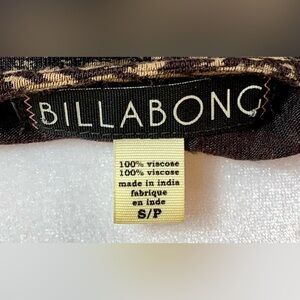 BILLABONG
100% viscose
100% viscose
made in india
fabrique
en inde
S/P